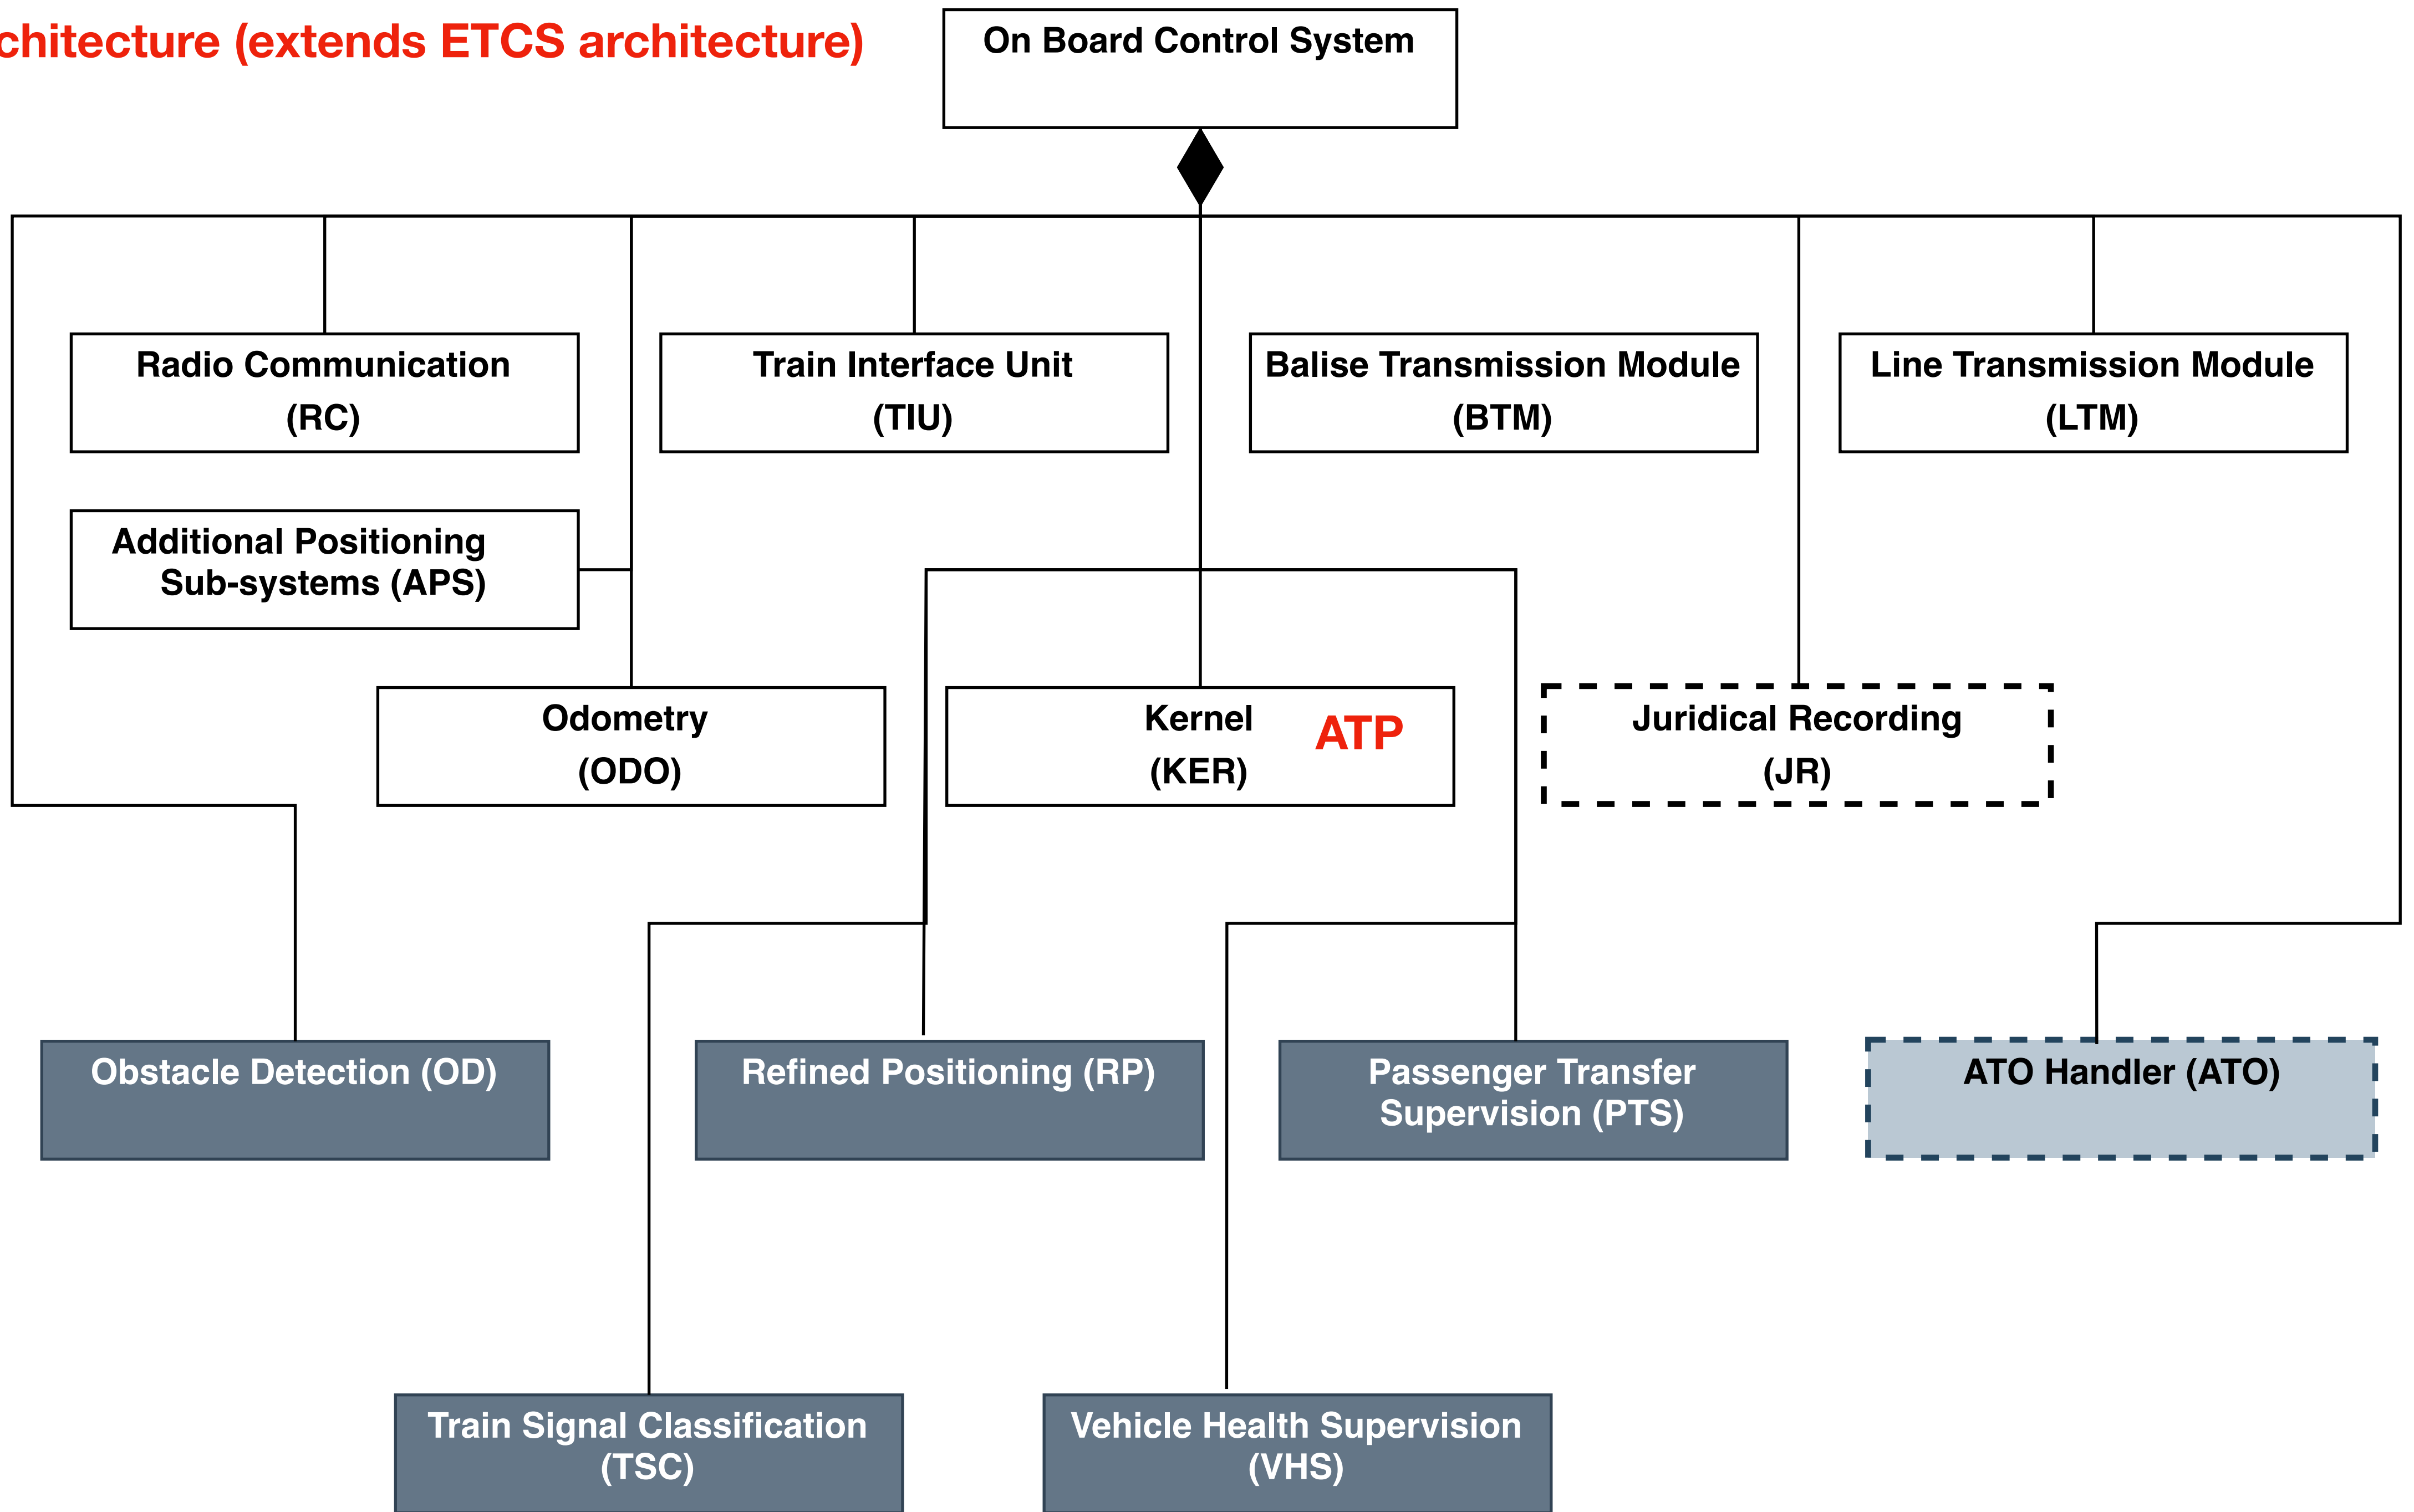 chitecture (extends ETCS architecture)
On Board Control System
Radio Communication
(RC)
Train Interface Unit
(TIU)
Balise Transmission Module
(BTM)
Line Transmission Module
(LTM)
Additional Positioning
Sub-systems (APS)
Odometry
(ODO)
Kernel
(KER)
ATP
Juridical Recording
(JR)
Obstacle Detection (OD)
Refined Positioning (RP)
Passenger Transfer
Supervision (PTS)
ATO Handler (ATO)
Train Signal Classification
(TSC)
Vehicle Health Supervision
(VHS)